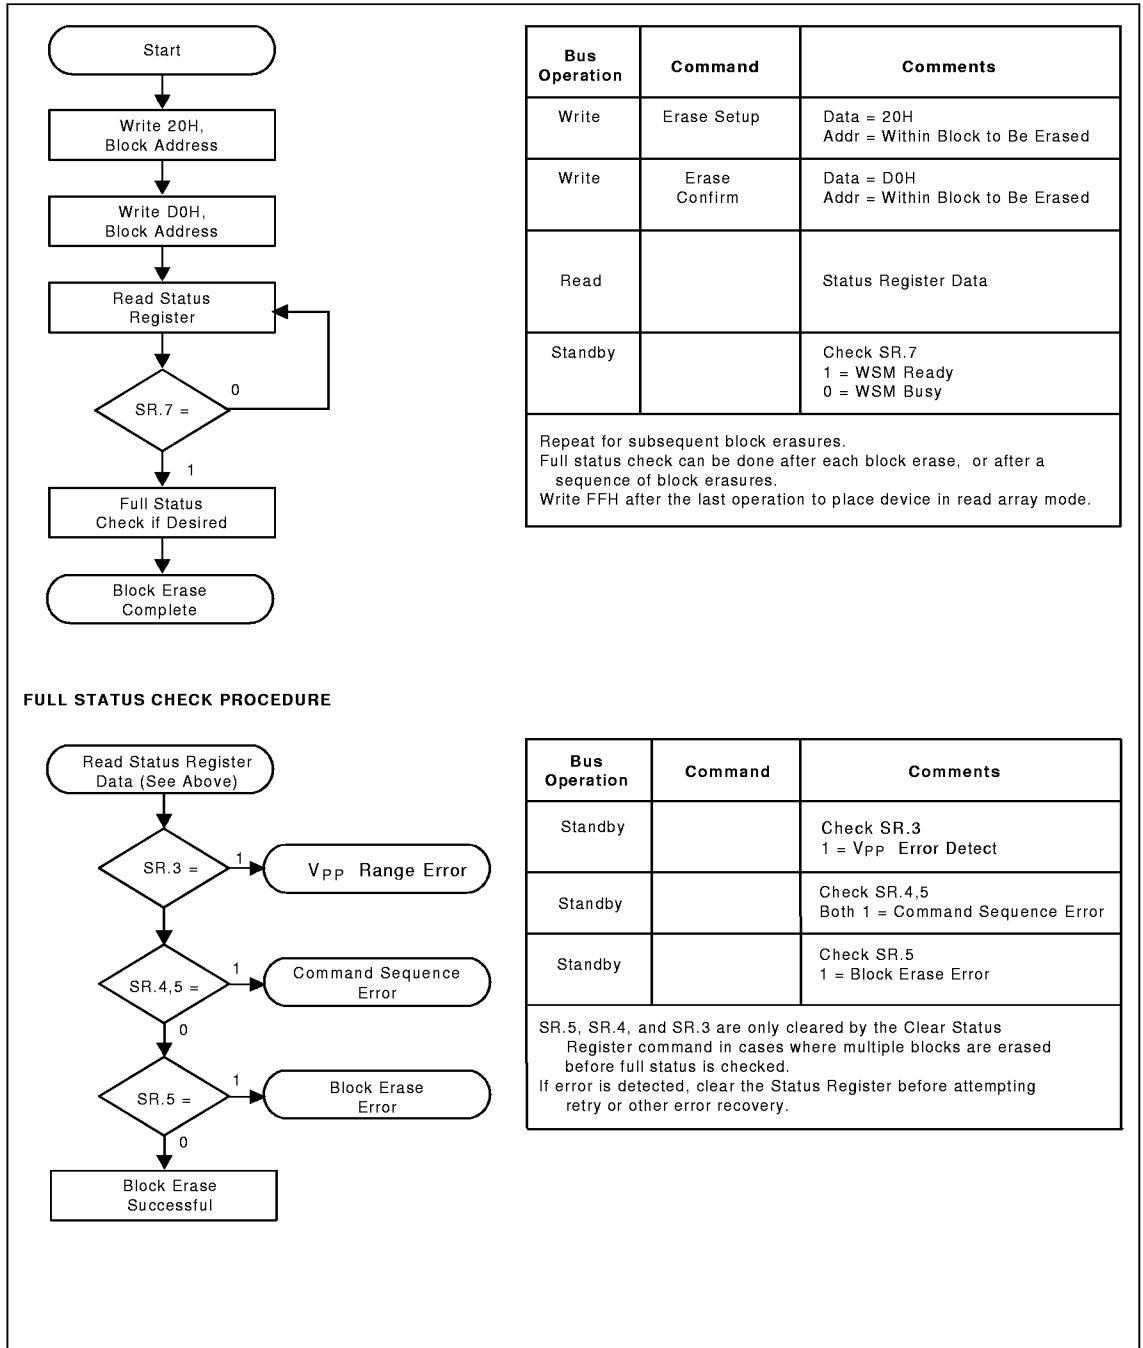 Start
Write 20H,
Block Address
Write D0H,
Block Address
Read Status
Register
SR.7 =
0
1
Full Status
Check if Desired
Block Erase
Complete
Bus
Operation
Command
Comments
Write
Erase Setup
Data = 20H
Addr = Within Block to Be Erased
Write
Erase
Confirm
Data = D0H
Addr = Within Block to Be Erased
Read
Status Register Data
Standby
Check SR.7
1 = WSM Ready
0 = WSM Busy
Repeat for subsequent block erasures.
Full status check can be done after each block erase, or after a
sequence of block erasures.
Write FFH after the last operation to place device in read array mode.
FULL STATUS CHECK PROCEDURE
Read Status Register
Data (See Above)
SR.3 =
1
VPP Range Error
SR.4,5 =
1
Command Sequence
Error
0
SR.5 =
1
Block Erase
Error
0
Block Erase
Successful
Bus
Operation
Command
Comments
Standby
Check SR.3
1 = VPP Error Detect
Standby
Check SR.4,5
Both 1 = Command Sequence Error
Standby
Check SR.5
1 = Block Erase Error
SR.5, SR.4, and SR.3 are only cleared by the Clear Status
Register command in cases where multiple blocks are erased
before full status is checked.
If error is detected, clear the Status Register before attempting
retry or other error recovery.